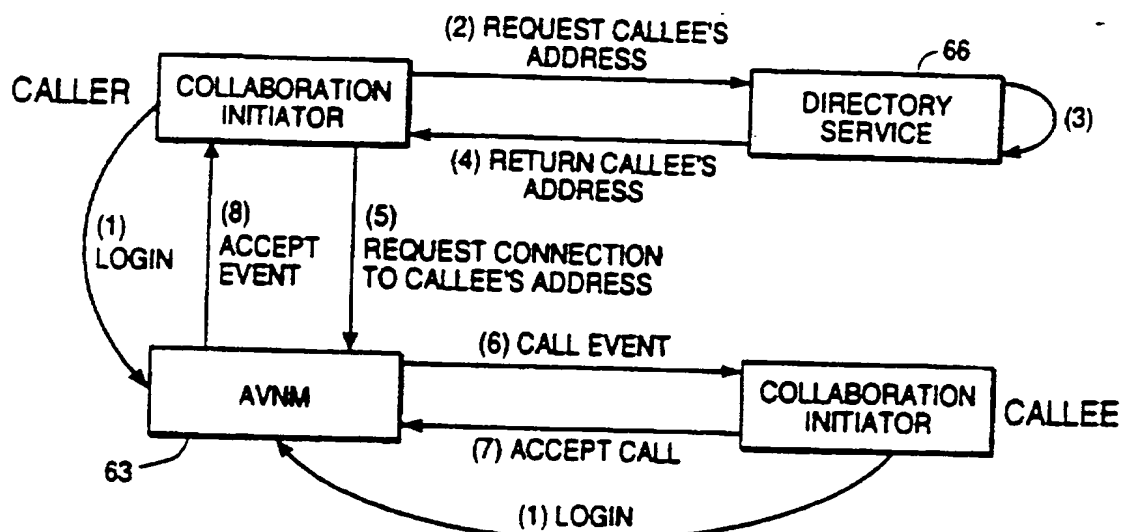 (2) REQUEST CALLEE'S
ADDRESS
66
CALLER
COLLABORATION
INITIATOR
DIRECTORY
SERVICE
(3)
(4) RETURN CALLEE'S
ADDRESS
(1)
LOGIN
(8)
ACCEPT
EVENT
(5)
REQUEST CONNECTION
TO CALLEE'S ADDRESS
(6) CALL EVENT
AVNM
COLLABORATION
INITIATOR
CALLEE
(7) ACCEPT CALL
63
(1) LOGIN